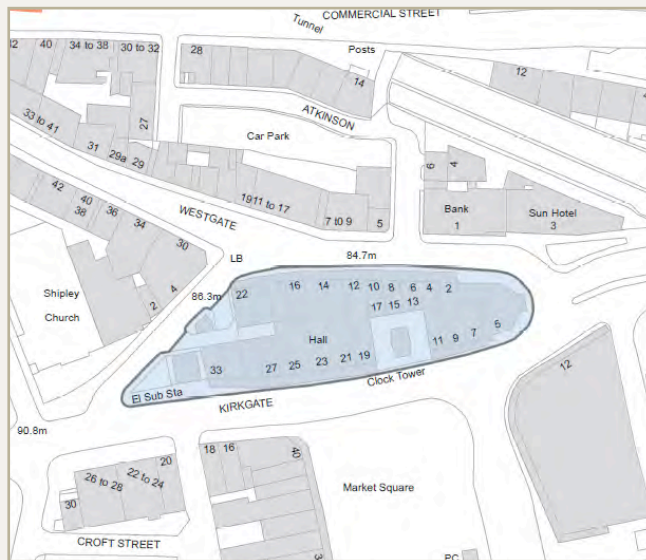 COMMERCIAL STREET
Tunnel
42 40 34 to 38 30 to 32 28 Posts 12
14
ATKINSON
33 to 41 27 Car Park
31 29a 29 6 4
42 40 38 36 34 30
WESTGATE
1911 to 17 7 to 9 5
Bank
1
Sun Hotel
3
LB 84.7m
86.3m 22 16 14 12 10 8 6 4 2
17 15 13
Shipley
Church
2 4
Hall
33 27 25 23 21 19 11 9 7 5
Clock Tower
El Sub Sta
KIRKGATE
12
90.8m
20 18 16 40
22 to 24
26 to 28
30
Market Square
CROFT STREET
PC